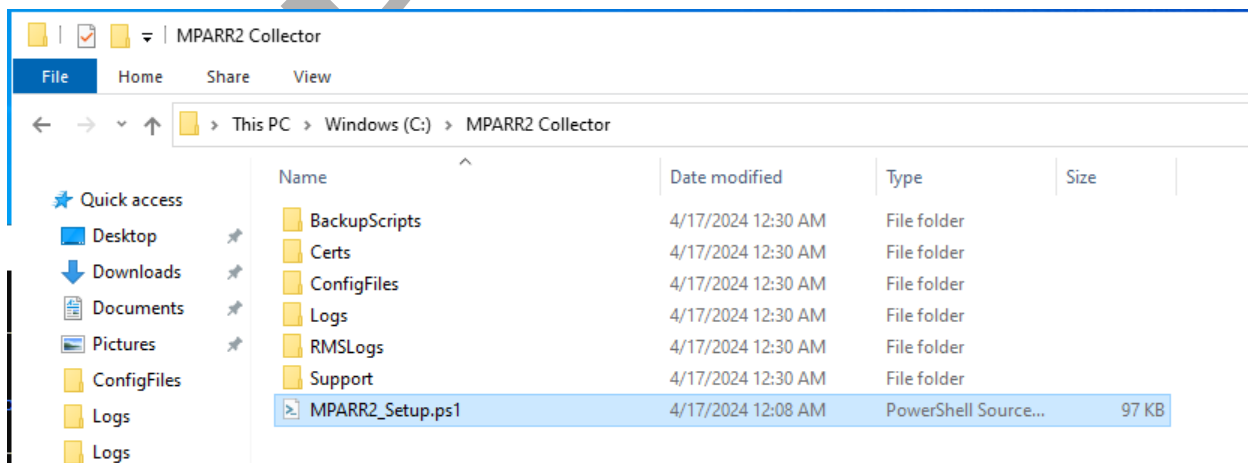 MPARR2 Collector
File Home Share View
This PC > Windows (C:) > MPARR2 Collector
Name Date modified Type Size
Quick access
Desktop
Downloads
Documents
Pictures
ConfigFiles
Logs
Logs
BackupScripts 4/17/2024 12:30 AM File folder
Certs 4/17/2024 12:30 AM File folder
ConfigFiles 4/17/2024 12:30 AM File folder
Logs 4/17/2024 12:30 AM File folder
RMSLogs 4/17/2024 12:30 AM File folder
Support 4/17/2024 12:30 AM File folder
MPARR2_Setup.ps1 4/17/2024 12:08 AM PowerShell Source... 97 KB